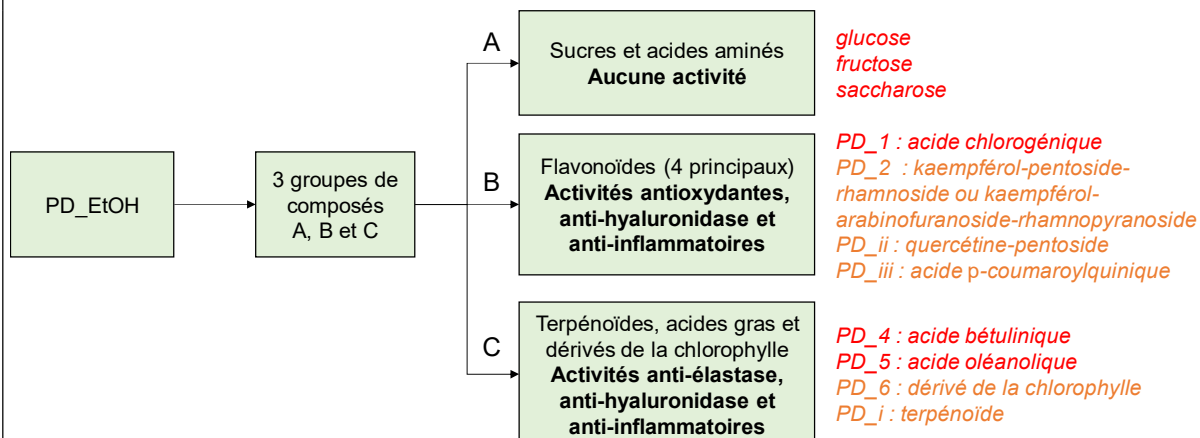 PD_EtOH
3 groupes de
composés
A, B et C
A
Sucres et acides aminés
Aucune activité
glucose
fructose
saccharose
B
Flavonoïdes (4 principaux)
Activités antioxydantes,
anti-hyaluronidase et
anti-inflammatoires
PD_1 : acide chlorogénique
PD_2 : kaempférol-pentoside-
rhamnoside ou kaempférol-
arabinofuranoside-rhamnopyranoside
PD_ii : quercétine-pentoside
PD_iii : acide p-coumaroylquinique
C
Terpénoïdes, acides gras et
dérivés de la chlorophylle
Activités anti-élastase,
anti-hyaluronidase et
anti-inflammatoires
PD_4 : acide bétulinique
PD_5 : acide oléanolique
PD_6 : dérivé de la chlorophylle
PD_i : terpénoïde